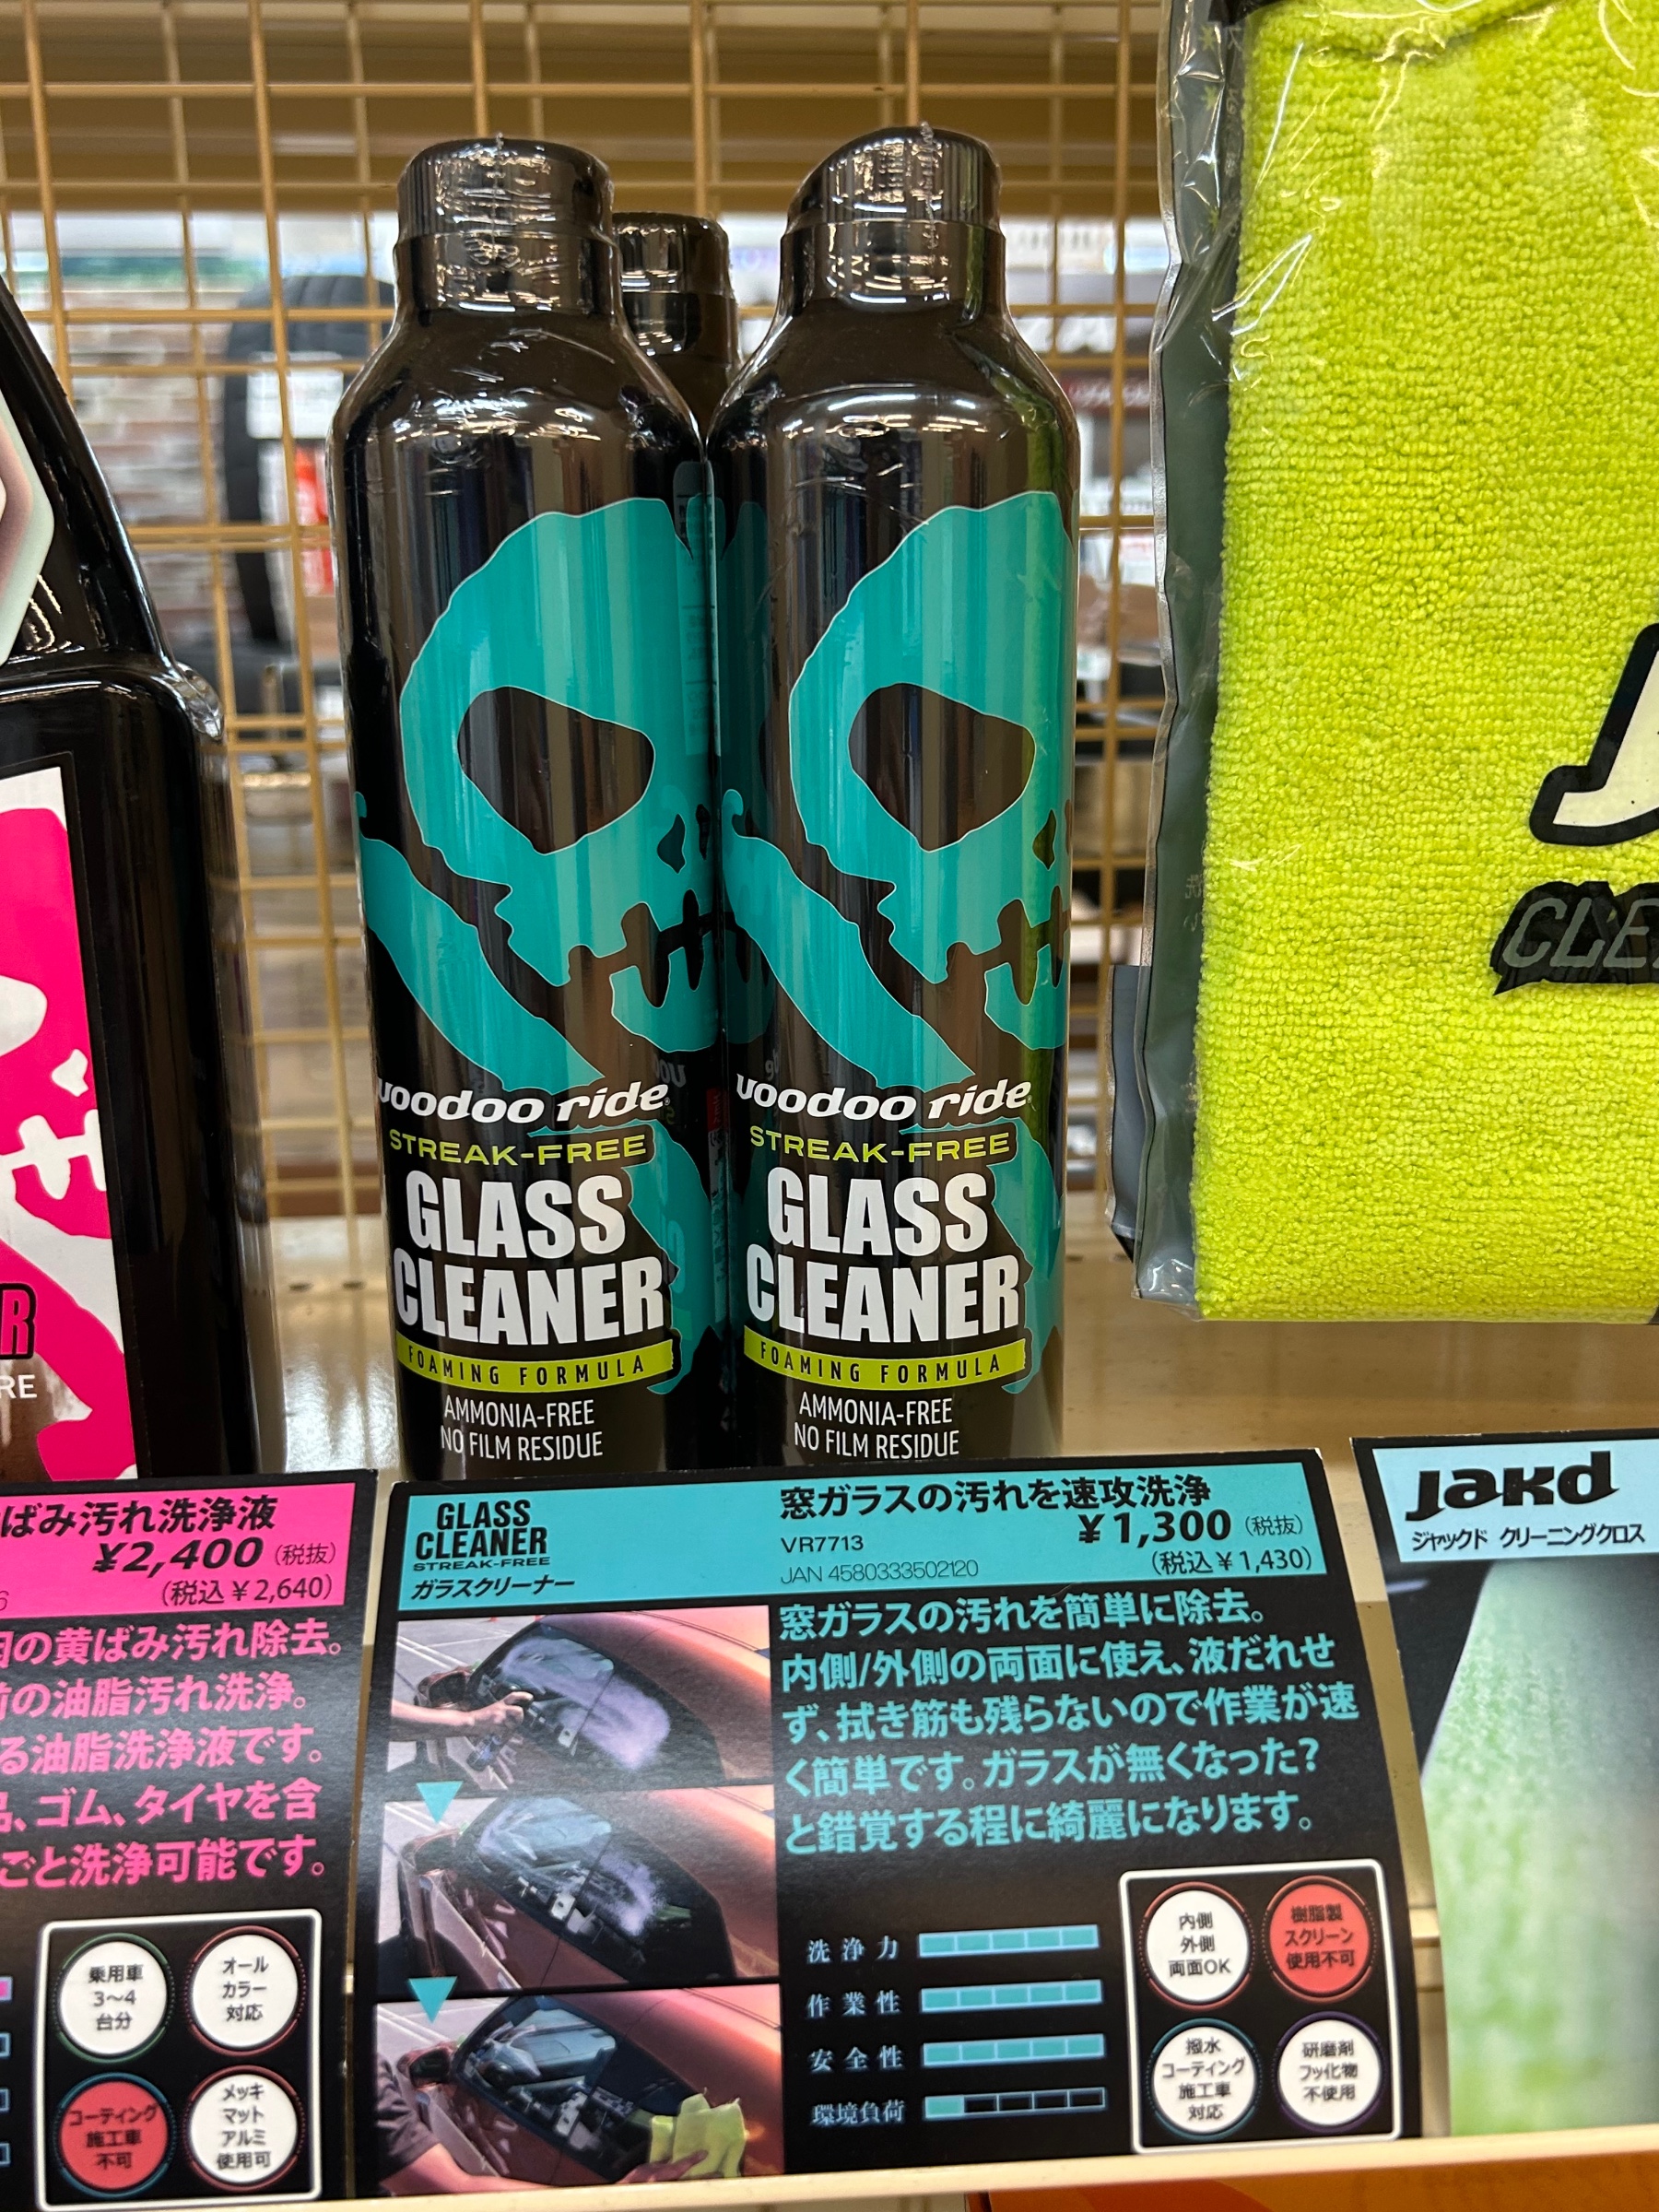 voodoo ride
STREAK-FREE
GLASS
CLEANER
FOAMING FORMULA
AMMONIA-FREE
NO FILM RESIDUE
voodoo ride
STREAK-FREE
GLASS
CLEANER
FOAMING FORMULA
AMMONIA-FREE
NO FILM RESIDUE
ばみ汚れ洗浄液
¥2,400(税抜)
(税込¥2,640)
の黄ばみ汚れ除去。
の油脂汚れ洗浄。
る油脂洗浄液です。
、ゴム、タイヤを含
ごと洗浄可能です。
乗用車
3〜4
台分
オール
カラー
対応
コーティング
施工車
不可
メッキ
マット
アルミ
使用可
GLASS
CLEANER
STREAK-FREE
ガラスクリーナー
窓ガラスの汚れを速攻洗浄
VR7713
¥1,300(税抜)
JAN 4580333502120
(税込¥1,430)
窓ガラスの汚れを簡単に除去。
内側/外側の両面に使え、液だれせ
ず、拭き筋も残らないので作業が速
く簡単です。ガラスが無くなった?
と錯覚する程に綺麗になります。
洗浄力
作業性
安全性
環境負荷
内側
外側
両面OK
樹脂製
スクリーン
使用不可
撥水
コーティング
施工車
対応
研磨剤
フッ化物
不使用
Jakd
ジャックド クリーニングクロス